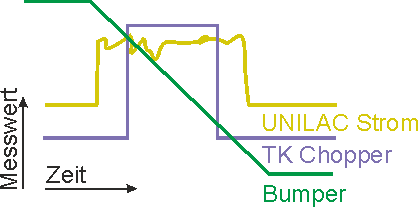 Messwert
Zeit
UNILAC Strom
TK Chopper
Bumper